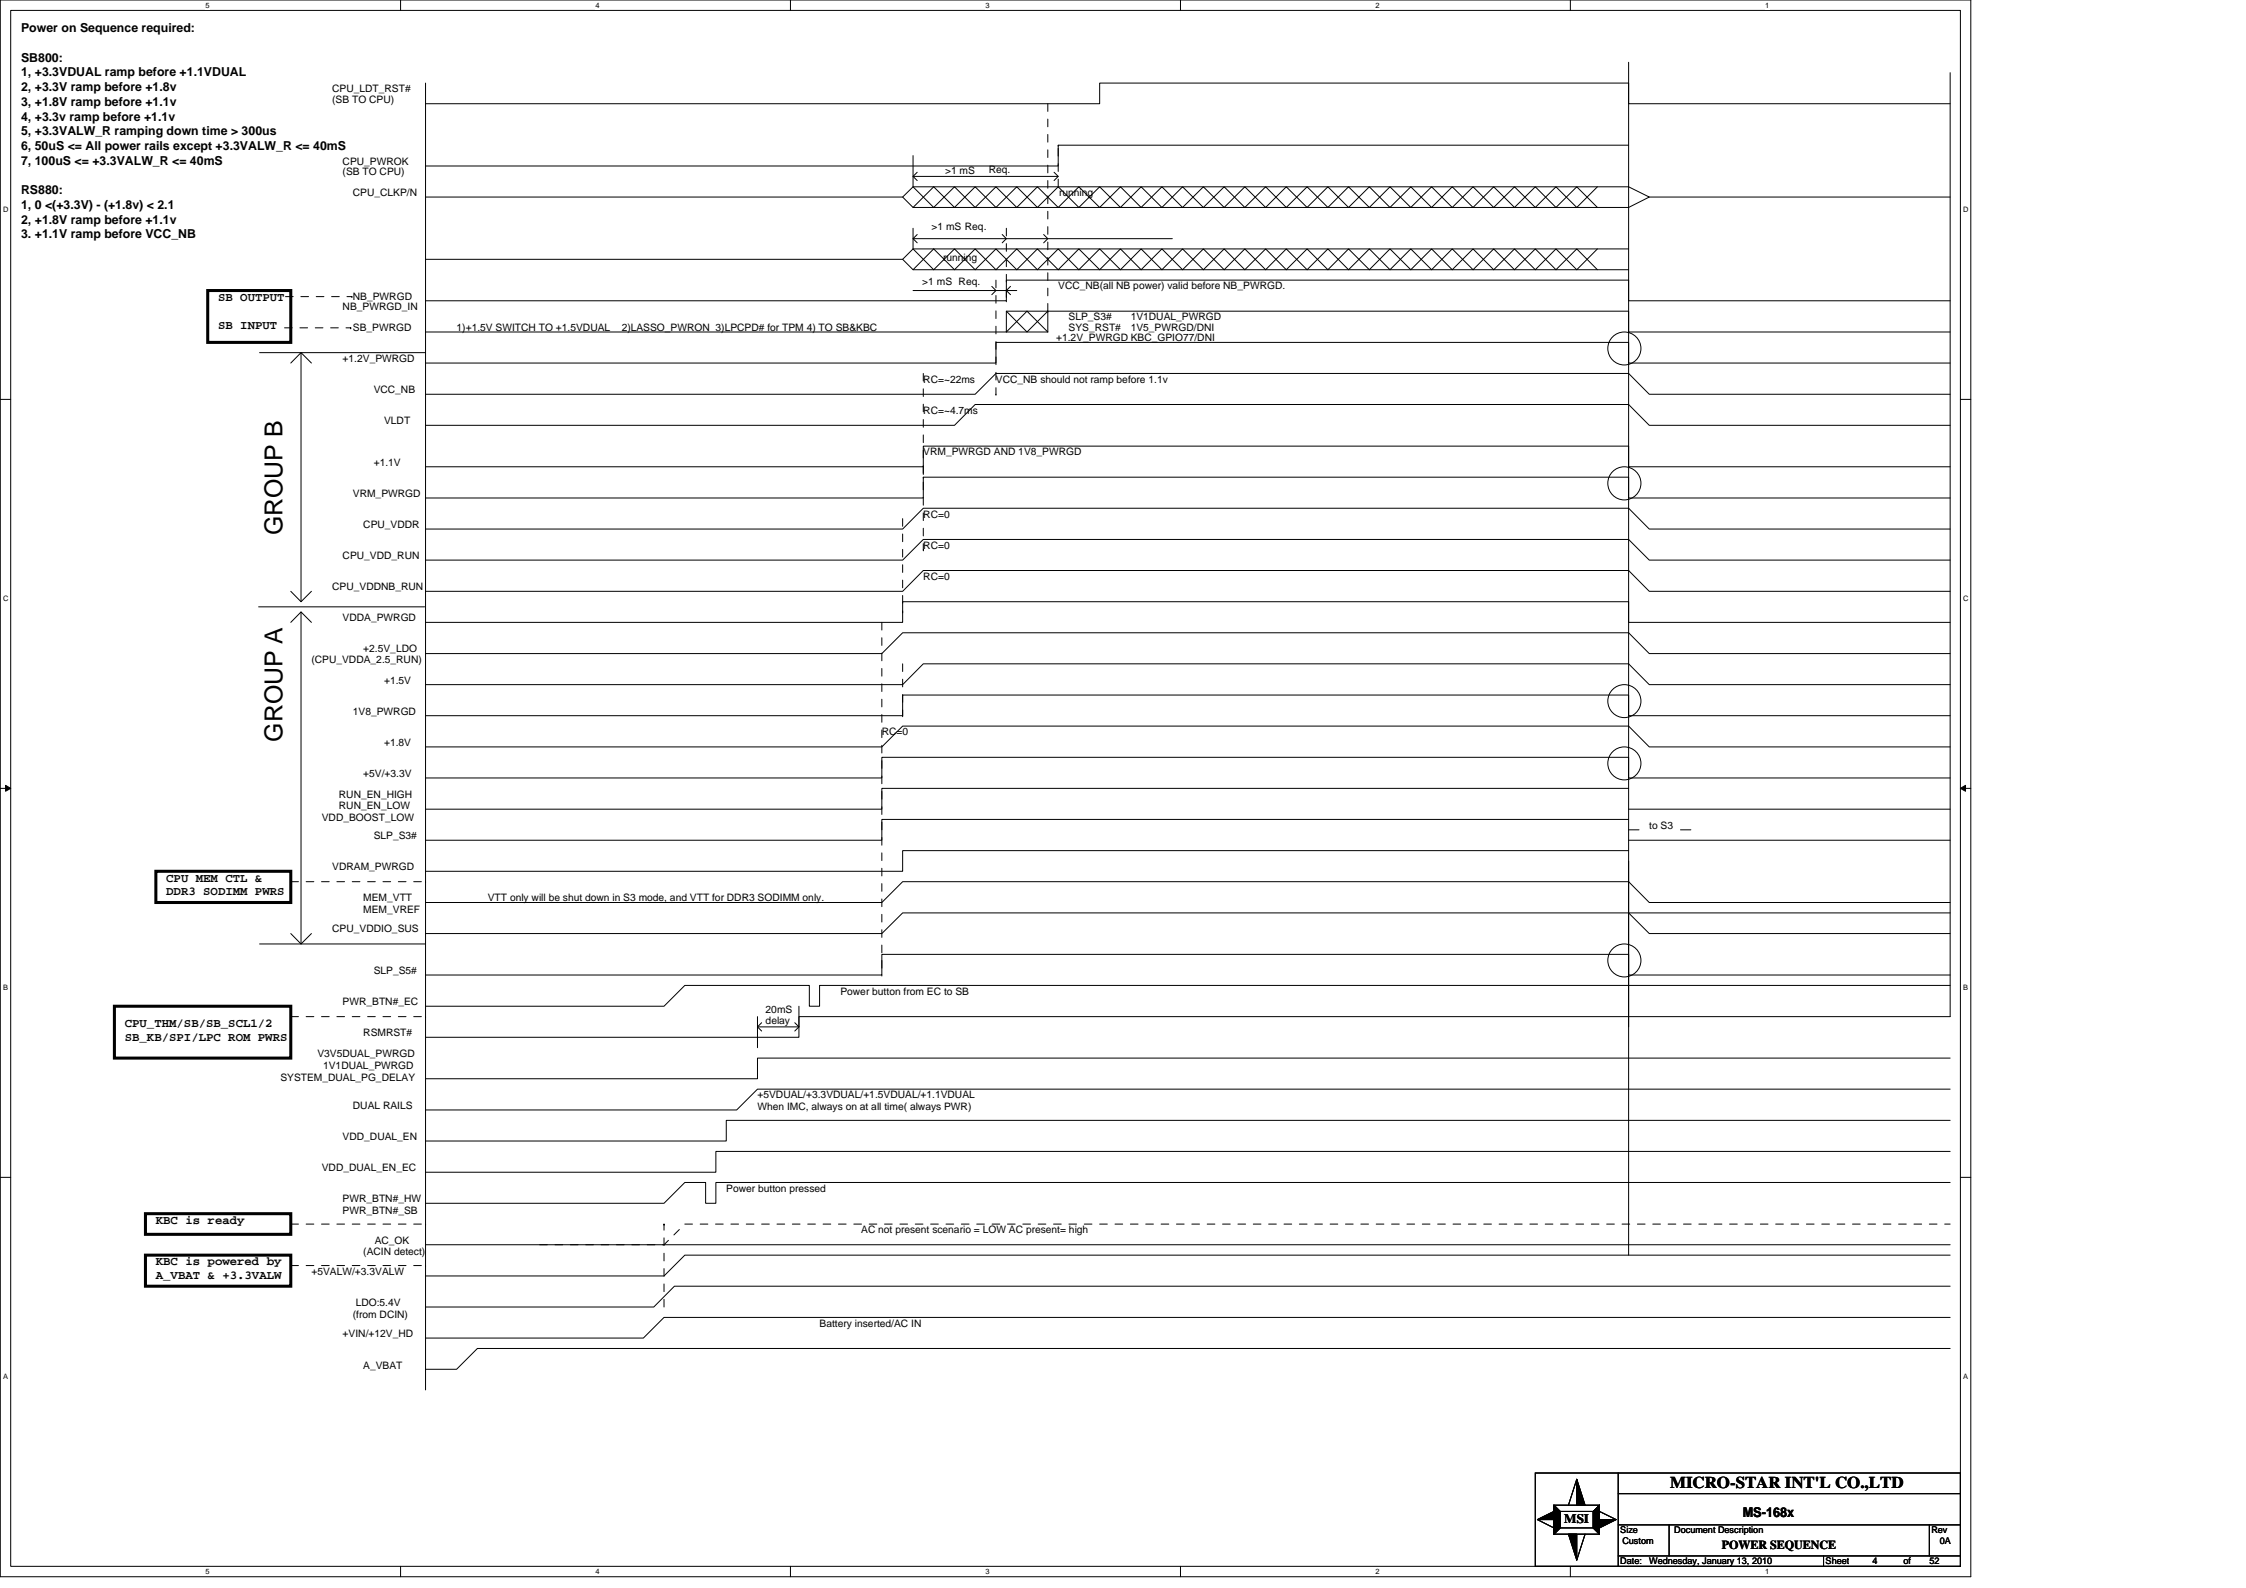 5 4 3 2 1
Power on Sequence required:
SB800:
1, +3.3VDUAL ramp before +1.1VDUAL
2, +3.3V ramp before +1.8v
3, +1.8V ramp before +1.1v
4, +3.3v ramp before +1.1v
5, +3.3VALW_R ramping down time > 300us
6, 50uS <= All power rails except +3.3VALW_R <= 40mS
7, 100uS <= +3.3VALW_R <= 40mS
RS880:
1, 0 <(+3.3V) - (+1.8v) < 2.1
2, +1.8V ramp before +1.1v
3. +1.1V ramp before VCC_NB
CPU_LDT_RST#
(SB TO CPU)
CPU_PWROK
(SB TO CPU)
>1 mS Req.
CPU_CLKP/N
running
D D
>1 mS Req.
running
>1 mS Req.
VCC_NB(all NB power) valid before NB_PWRGD.
SB OUTPUT
NB_PWRGD
NB_PWRGD_IN
SB INPUT
SB_PWRGD
1)+1.5V SWITCH TO +1.5VDUAL 2)LASSO_PWRON 3)LPCPD# for TPM 4) TO SB&KBC
SLP_S3# 1V1DUAL_PWRGD
SYS_RST# 1V5_PWRGD/DNI
+1.2V_PWRGD KBC_GPIO77/DNI
+1.2V_PWRGD
VCC_NB
RC=~22ms
VCC_NB should not ramp before 1.1v
VLDT
RC=~4.7ms
GROUP B
+1.1V
VRM_PWRGD AND 1V8_PWRGD
VRM_PWRGD
CPU_VDDR
RC=0
CPU_VDD_RUN
RC=0
CPU_VDDNB_RUN
RC=0
C C
VDDA_PWRGD
GROUP A
+2.5V_LDO
(CPU_VDDA_2.5_RUN)
+1.5V
1V8_PWRGD
+1.8V
RC=0
+5V/+3.3V
RUN_EN_HIGH
RUN_EN_LOW
VDD_BOOST_LOW
SLP_S3#
to S3
VDRAM_PWRGD
CPU MEM CTL &
DDR3 SODIMM PWRS
MEM_VTT
MEM_VREF
VTT only will be shut down in S3 mode, and VTT for DDR3 SODIMM only.
CPU_VDDIO_SUS
SLP_S5#
B B
PWR_BTN#_EC
Power button from EC to SB
20mS
delay
CPU_THM/SB/SB_SCL1/2
SB_KB/SPI/LPC ROM PWRS
RSMRST#
V3V5DUAL_PWRGD
1V1DUAL_PWRGD
SYSTEM_DUAL_PG_DELAY
DUAL RAILS
+5VDUAL/+3.3VDUAL/+1.5VDUAL/+1.1VDUAL
When IMC, always on at all time( always PWR)
VDD_DUAL_EN
VDD_DUAL_EN_EC
PWR_BTN#_HW
PWR_BTN#_SB
Power button pressed
KBC is ready
AC_OK
(ACIN detect)
AC not present scenario = LOW AC present= high
KBC is powered by
A_VBAT & +3.3VALW
+5VALW/+3.3VALW
LDO:5.4V
(from DCIN)
+VIN/+12V_HD
Battery inserted/AC IN
A_VBAT
A A
MSI
MICRO-STAR INT'L CO.,LTD
MS-168x
Size
Custom
Document Description
POWER SEQUENCE
Rev
0A
Date: Wednesday, January 13, 2010
Sheet 4 of 52
5 4 3 2 1